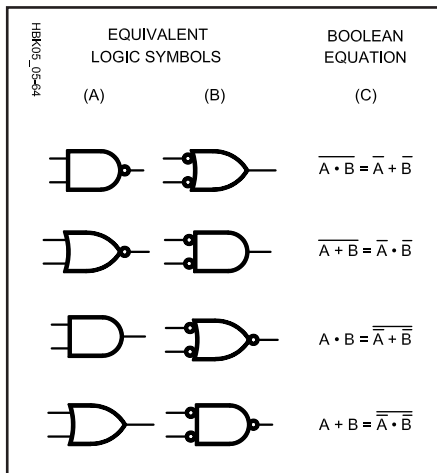 HBK05_05-64
EQUIVALENT
LOGIC SYMBOLS
BOOLEAN
EQUATION
(A) (B) (C)
A̅ ̅•̅ ̅B̅ = A̅ + B̅
A̅ ̅+̅ ̅B̅ = A̅ • B̅
A • B = A̿ ̅+̅ ̅B̿
A + B = A̿ ̅•̅ ̅B̿